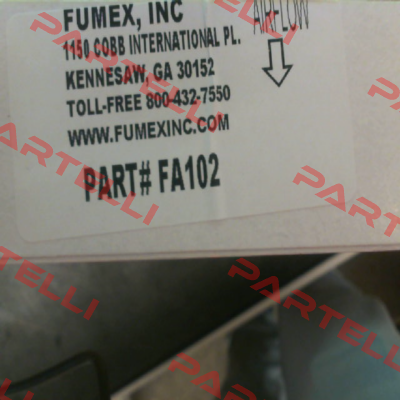 FUMEX, INC
1150 COBB INTERNATIONAL PL.
KENNESAW, GA 30152
TOLL-FREE 800-432-7550
WWW.FUMEXINC.COM
PART# FA102
AIRFLOW
PARTELLI
PARTELLI
PARTELLI
PARTELLI
PARTELLI